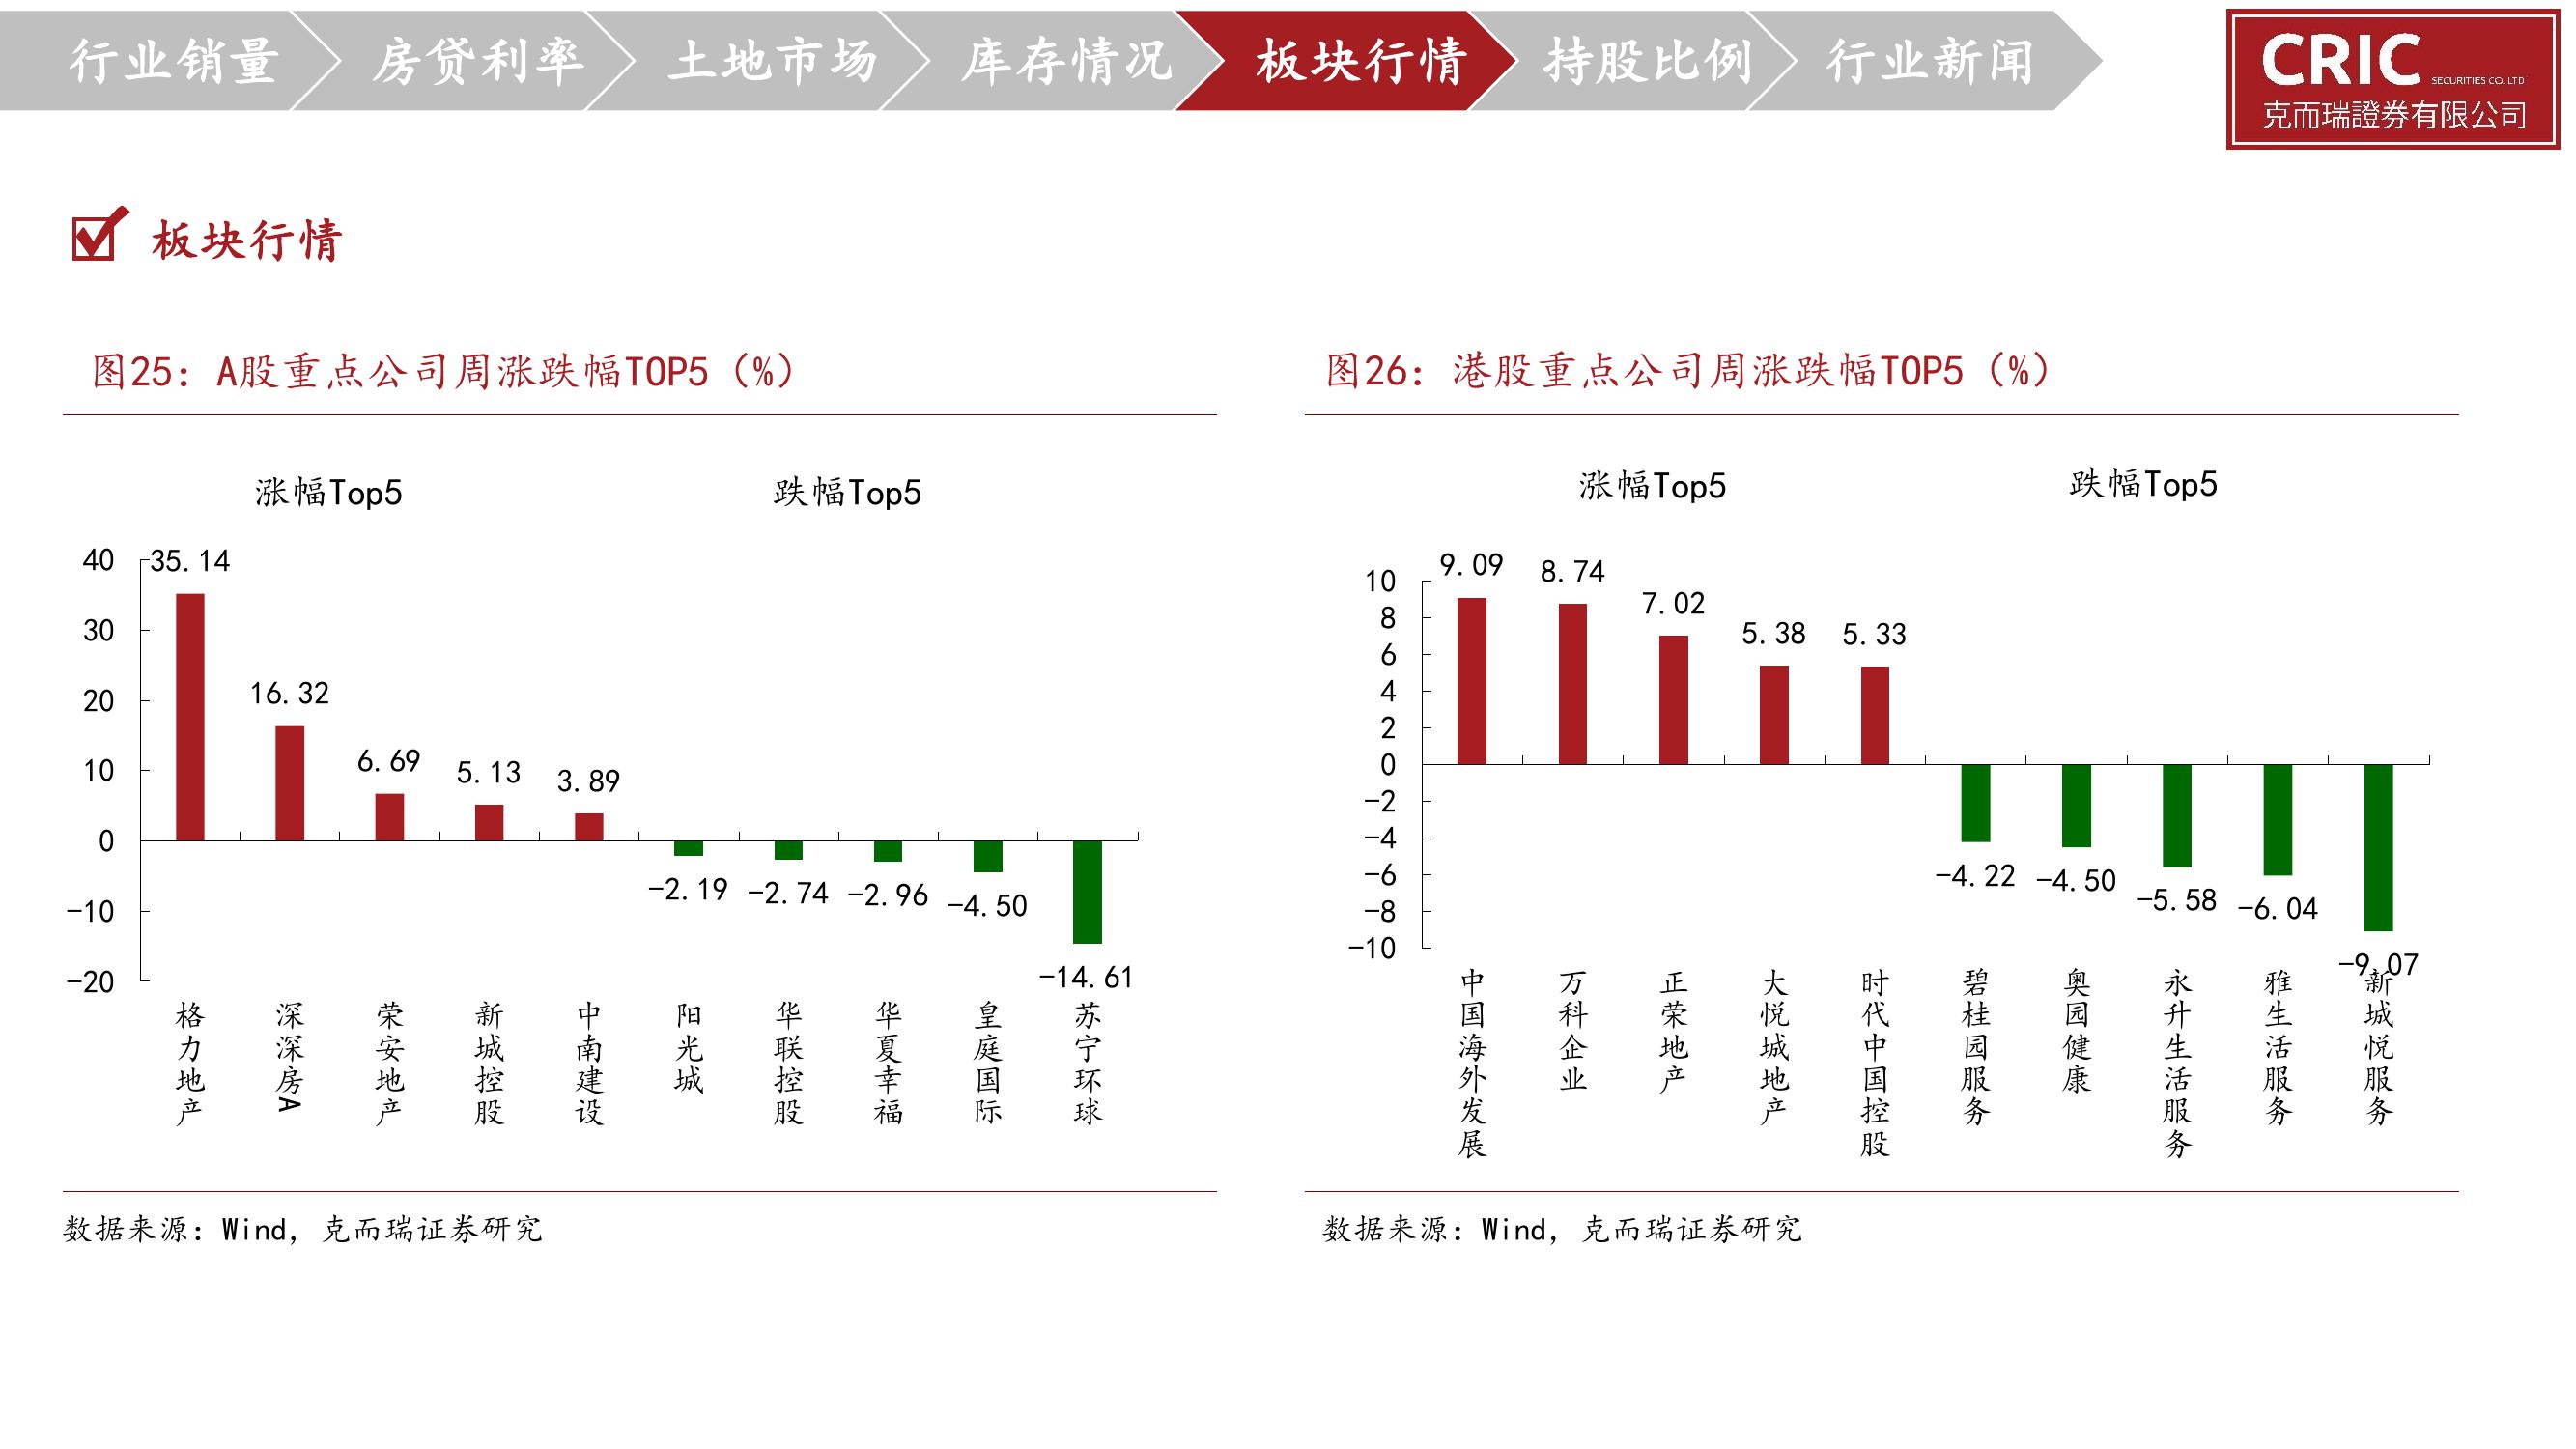 行业销量 房贷利率 土地市场 库存情况 板块行情 持股比例 行业新闻
CRIC SECURITIES CO. LTD
克而瑞證券有限公司
板块行情
图25：A股重点公司周涨跌幅TOP5（%）
涨幅Top5 跌幅Top5
40
30
20
10
0
-10
-20
35.14
16.32
6.69
5.13
3.89
-2.19
-2.74
-2.96
-4.50
-14.61
格力地产
深深房A
荣安地产
新城控股
中南建设
阳光城
华联控股
华夏幸福
皇庭国际
苏宁环球
数据来源：Wind，克而瑞证券研究
图26：港股重点公司周涨跌幅TOP5（%）
涨幅Top5 跌幅Top5
10
8
6
4
2
0
-2
-4
-6
-8
-10
9.09
8.74
7.02
5.38
5.33
-4.22
-4.50
-5.58
-6.04
-9.07
中国海外发展
万科企业
正荣地产
大悦城地产
时代中国控股
碧桂园服务
奥园健康
永升生活服务
雅生活服务
新城悦服务
数据来源：Wind，克而瑞证券研究